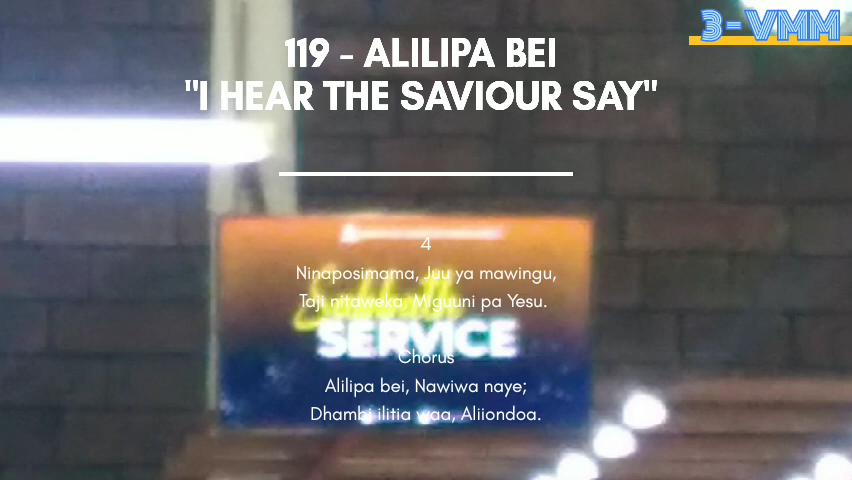 3-VMM
119 - ALILIPA BEI
"I HEAR THE SAVIOUR SAY"
4
Ninaposimama, Juu ya mawingu,
Taji nitaweka, Miguuni pa Yesu.
Sabbath
SERVICE
Chorus
Alilipa bei, Nawiwa naye;
Dhambi ilitia waa, Aliiondoa.